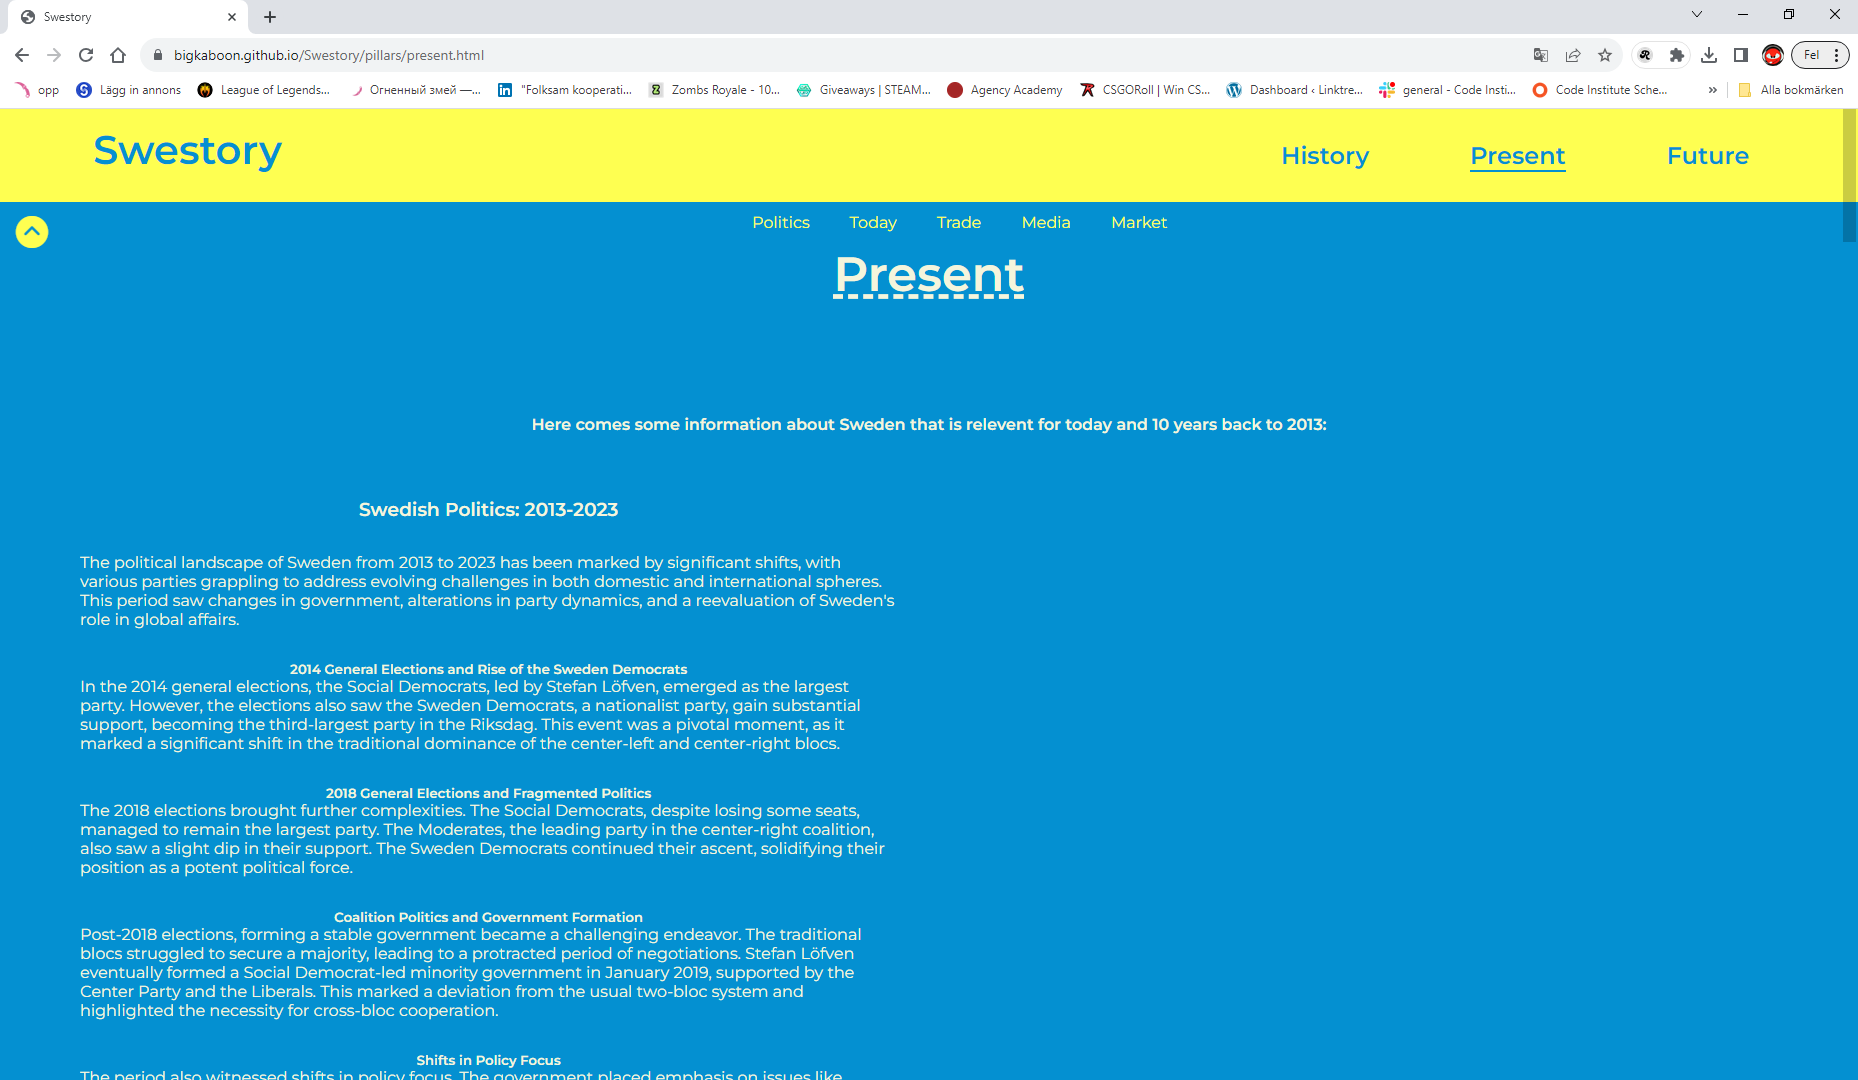 Swestory
bigkaboon.github.io/Swestory/pillars/present.html
Fel
opp
Lägg in annons
League of Legends...
Огненный змей —...
"Folksam kooperati...
Zombs Royale - 10...
Giveaways | STEAM...
Agency Academy
CSGORoll | Win CS...
Dashboard ‹ Linktre...
general - Code Insti...
Code Institute Sche...
»
Alla bokmärken
Swestory
History
Present
Future
Politics
Today
Trade
Media
Market
Present
Here comes some information about Sweden that is relevent for today and 10 years back to 2013:
Swedish Politics: 2013-2023
The political landscape of Sweden from 2013 to 2023 has been marked by significant shifts, with
various parties grappling to address evolving challenges in both domestic and international spheres.
This period saw changes in government, alterations in party dynamics, and a reevaluation of Sweden's
role in global affairs.
2014 General Elections and Rise of the Sweden Democrats
In the 2014 general elections, the Social Democrats, led by Stefan Löfven, emerged as the largest
party. However, the elections also saw the Sweden Democrats, a nationalist party, gain substantial
support, becoming the third-largest party in the Riksdag. This event was a pivotal moment, as it
marked a significant shift in the traditional dominance of the center-left and center-right blocs.
2018 General Elections and Fragmented Politics
The 2018 elections brought further complexities. The Social Democrats, despite losing some seats,
managed to remain the largest party. The Moderates, the leading party in the center-right coalition,
also saw a slight dip in their support. The Sweden Democrats continued their ascent, solidifying their
position as a potent political force.
Coalition Politics and Government Formation
Post-2018 elections, forming a stable government became a challenging endeavor. The traditional
blocs struggled to secure a majority, leading to a protracted period of negotiations. Stefan Löfven
eventually formed a Social Democrat-led minority government in January 2019, supported by the
Center Party and the Liberals. This marked a deviation from the usual two-bloc system and
highlighted the necessity for cross-bloc cooperation.
Shifts in Policy Focus
The period also witnessed shifts in policy focus. The government placed emphasis on issues like